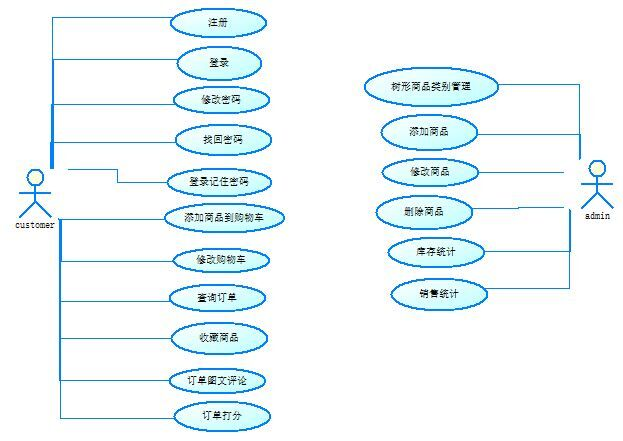 注册
登录
修改密码
找回密码
登录记住密码
添加商品到购物车
修改购物车
查询订单
收藏商品
订单图文评论
订单打分
customer
树形商品类别管理
添加商品
修改商品
删除商品
库存统计
销售统计
admin